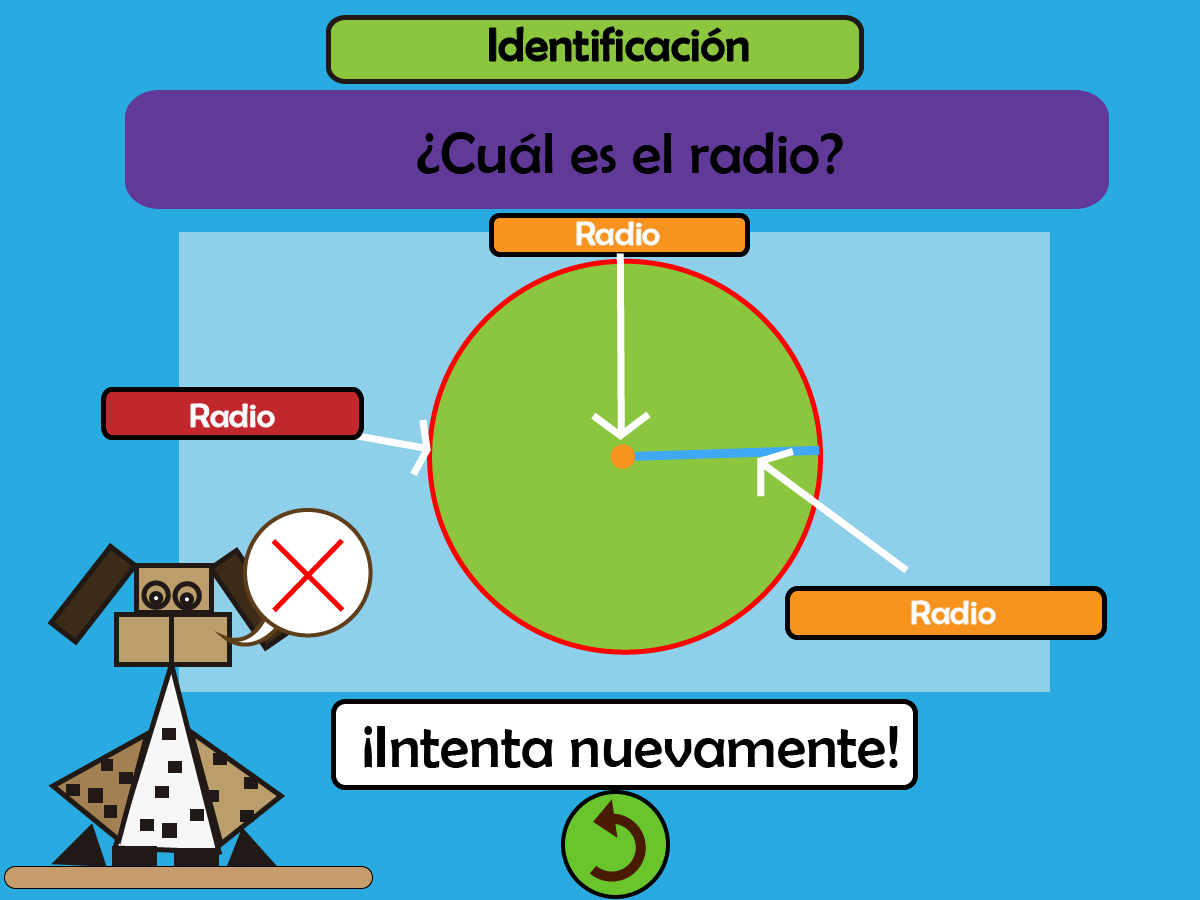 Identificación
¿Cuál es el radio?
Radio
Radio
Radio
¡Intenta nuevamente!